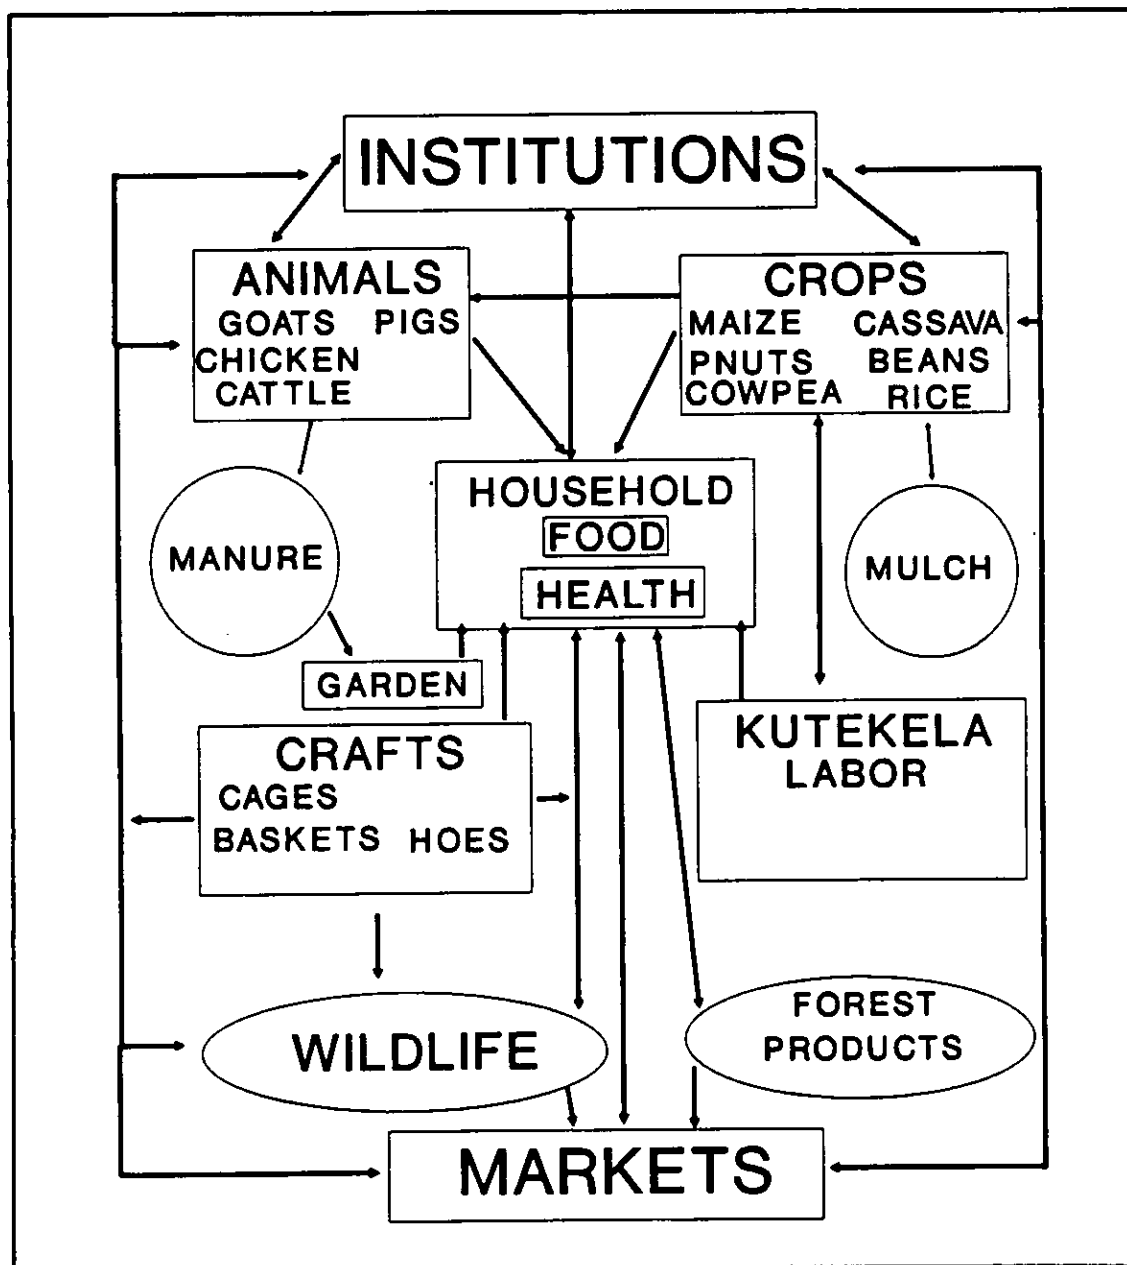 INSTITUTIONS
ANIMALS
GOATS PIGS
CHICKEN
CATTLE
CROPS
MAIZE CASSAVA
PNUTS BEANS
COWPEA RICE
HOUSEHOLD
FOOD
HEALTH
MANURE
MULCH
GARDEN
CRAFTS
CAGES
BASKETS HOES
KUTEKELA
LABOR
WILDLIFE
FOREST
PRODUCTS
MARKETS